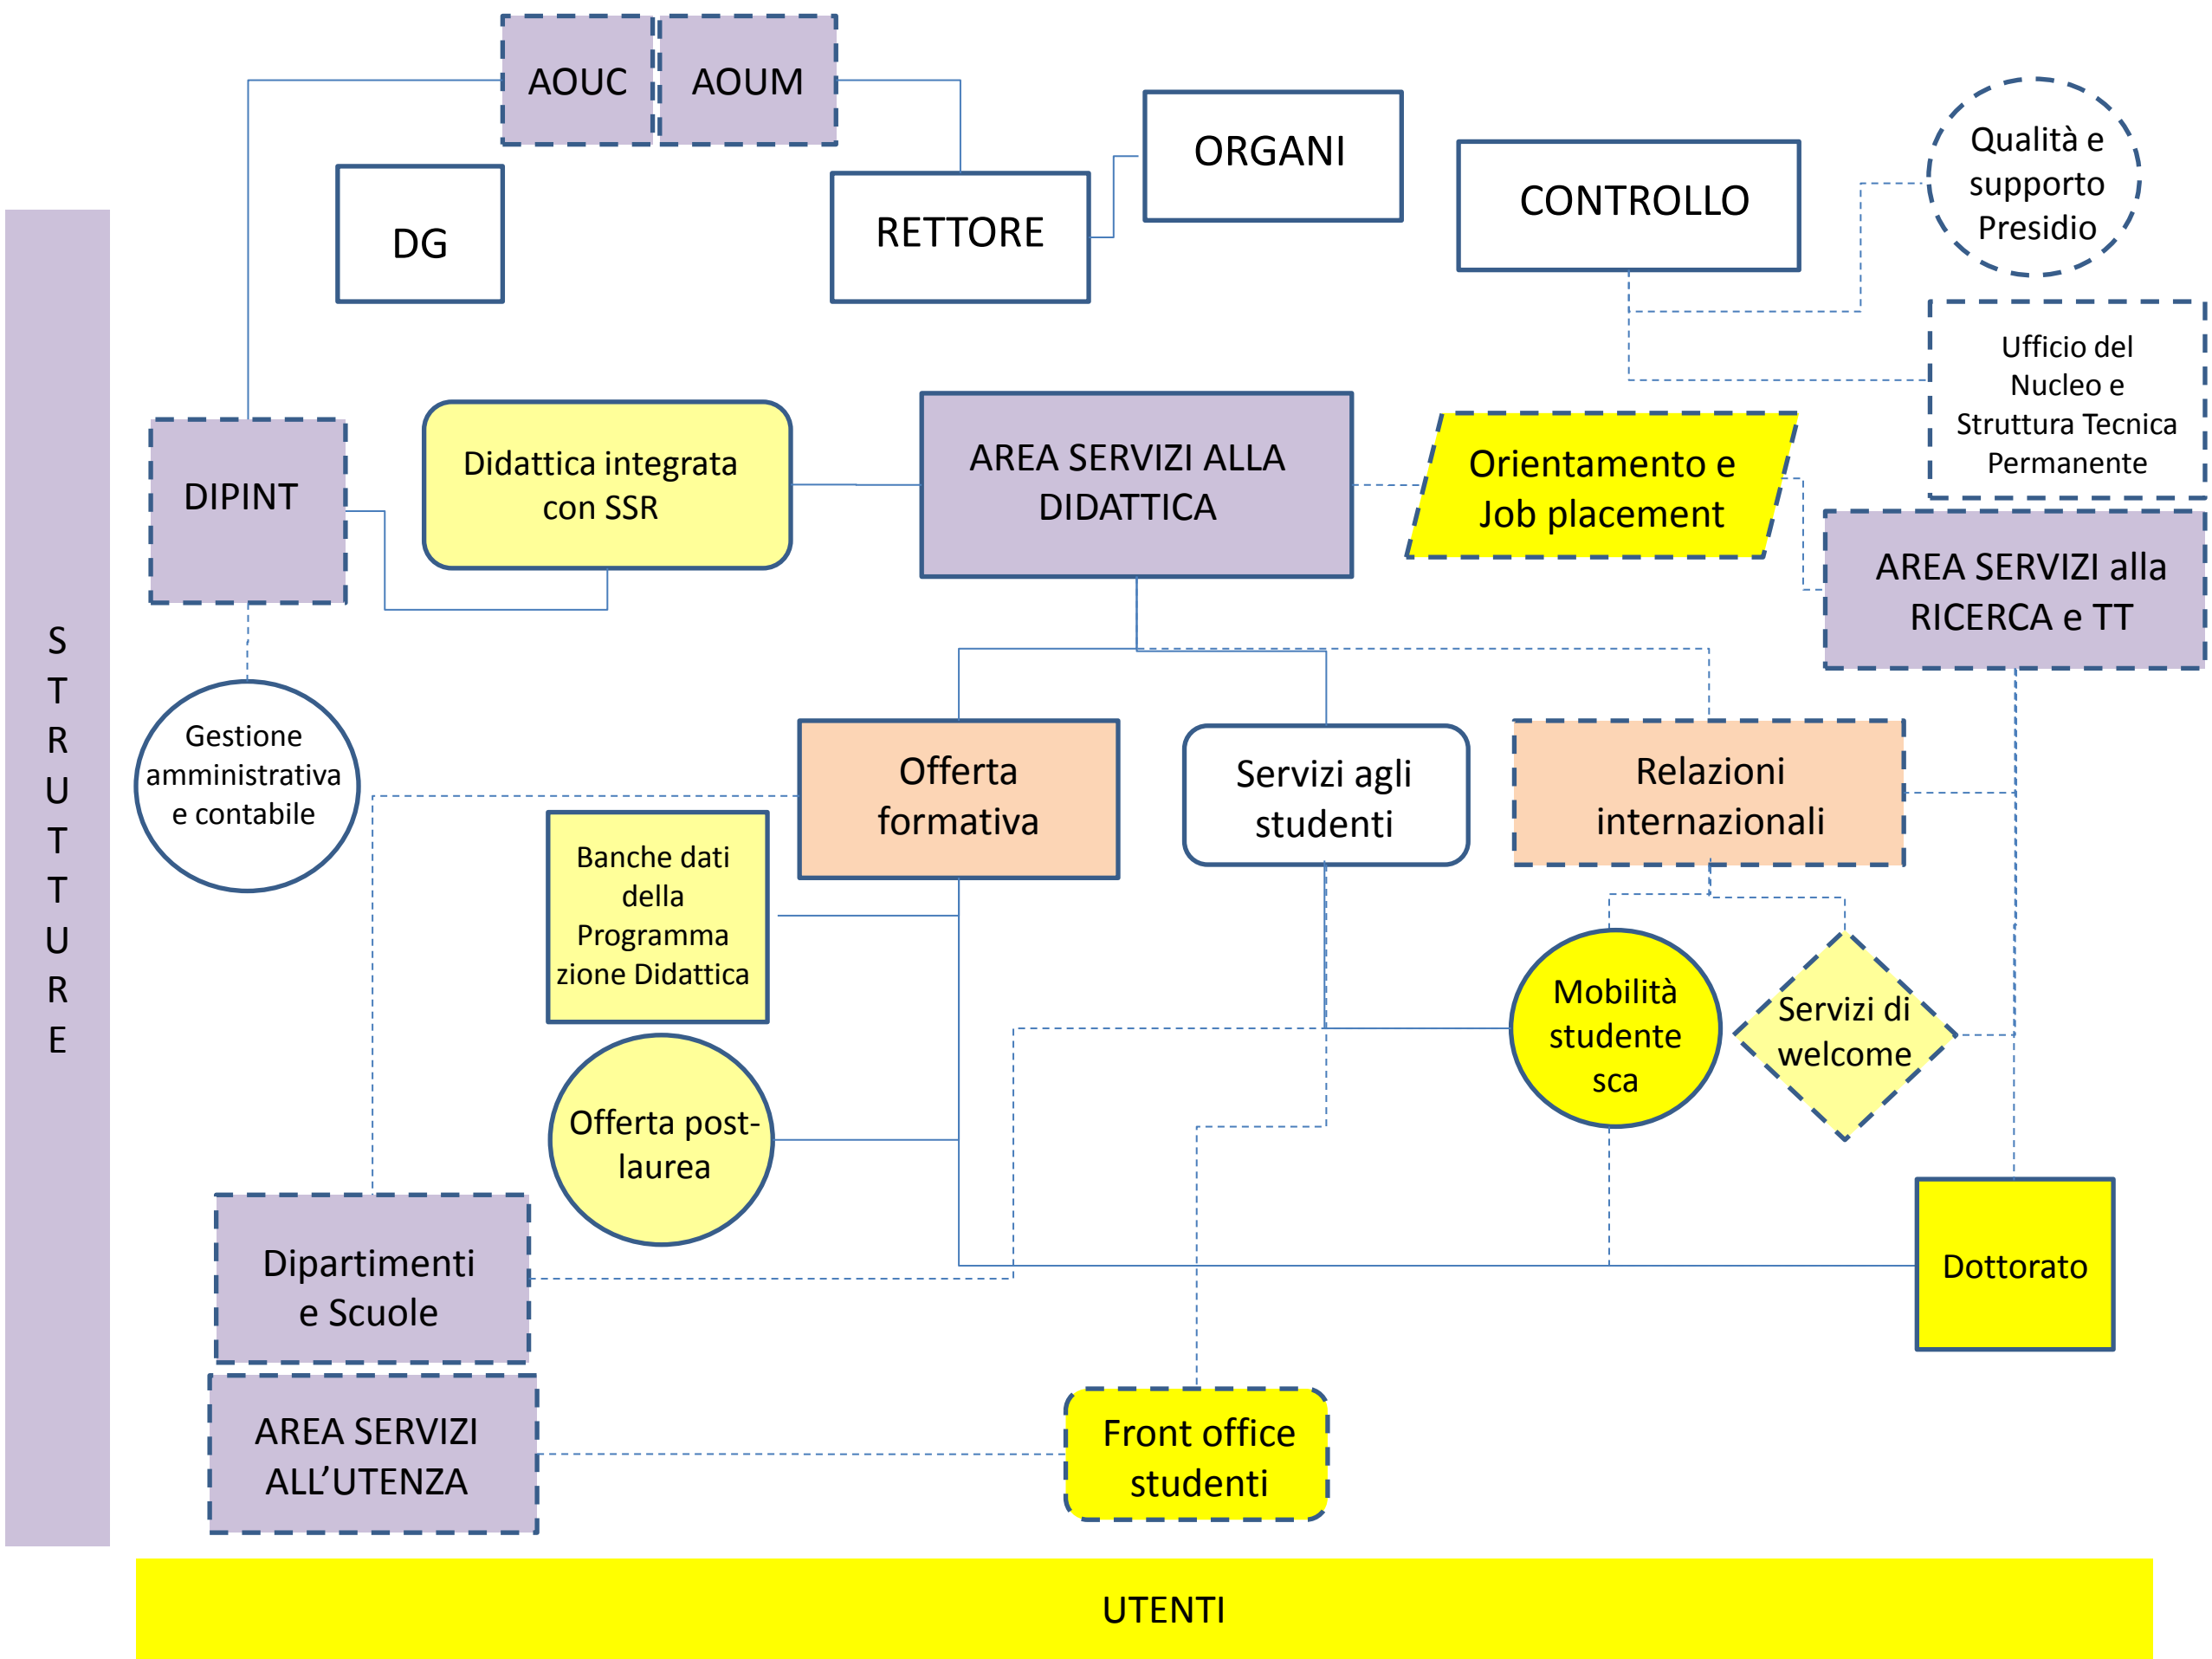 AOUC
AOUM
ORGANI
Qualità e
supporto
Presidio
CONTROLLO
DG
RETTORE
Ufficio del
Nucleo e
Struttura Tecnica
Permanente
DIPINT
Didattica integrata
con SSR
AREA SERVIZI ALLA
DIDATTICA
Orientamento e
Job placement
AREA SERVIZI alla
RICERCA e TT
S
T
R
U
T
T
U
R
E
Gestione
amministrativa
e contabile
Offerta
formativa
Servizi agli
studenti
Relazioni
internazionali
Banche dati
della
Programma
zione Didattica
Mobilità
studente
sca
Servizi di
welcome
Offerta post-
laurea
Dipartimenti
e Scuole
Dottorato
AREA SERVIZI
ALL’UTENZA
Front office
studenti
UTENTI